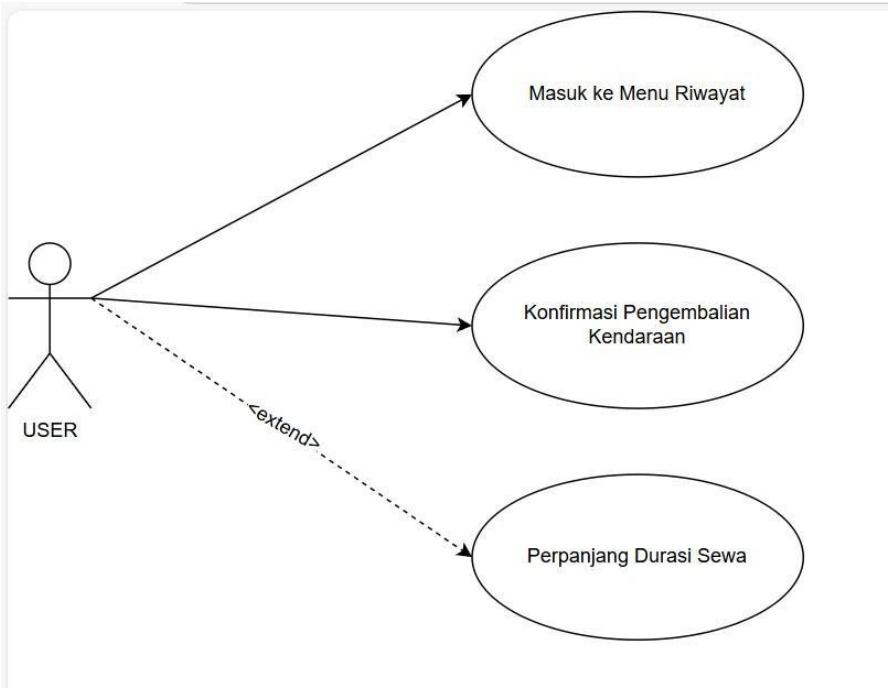 Masuk ke Menu Riwayat
Konfirmasi Pengembalian
Kendaraan
USER
<extend>
Perpanjang Durasi Sewa